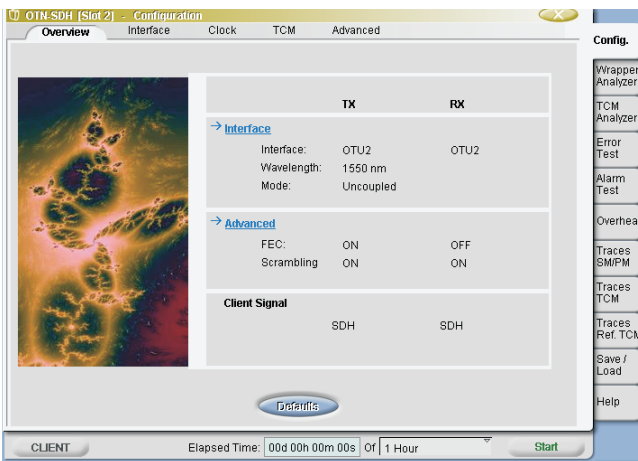 OTN-SDH [Slot 2] - Configuration
Overview Interface Clock TCM Advanced
Config.
Wrapper
Analyzer
TCM
Analyzer
Error
Test
Alarm
Test
Overhea
Traces
SM/PM
Traces
TCM
Traces
Ref. TCM
Save /
Load
Help
TX RX
→ Interface
Interface: OTU2 OTU2
Wavelength: 1550 nm
Mode: Uncoupled
→ Advanced
FEC: ON OFF
Scrambling ON ON
Client Signal
SDH SDH
Defaults
CLIENT Elapsed Time: 00d 00h 00m 00s Of 1 Hour Start